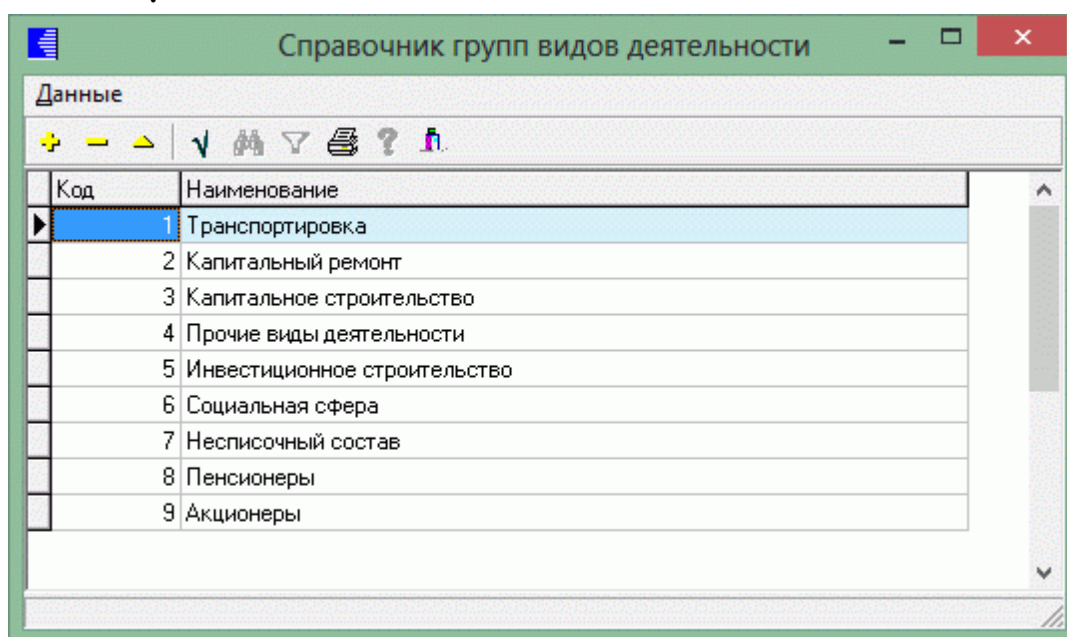 Справочник групп видов деятельности
Данные
Код Наименование
1 Транспортировка
2 Капитальный ремонт
3 Капитальное строительство
4 Прочие виды деятельности
5 Инвестиционное строительство
6 Социальная сфера
7 Несписочный состав
8 Пенсионеры
9 Акционеры